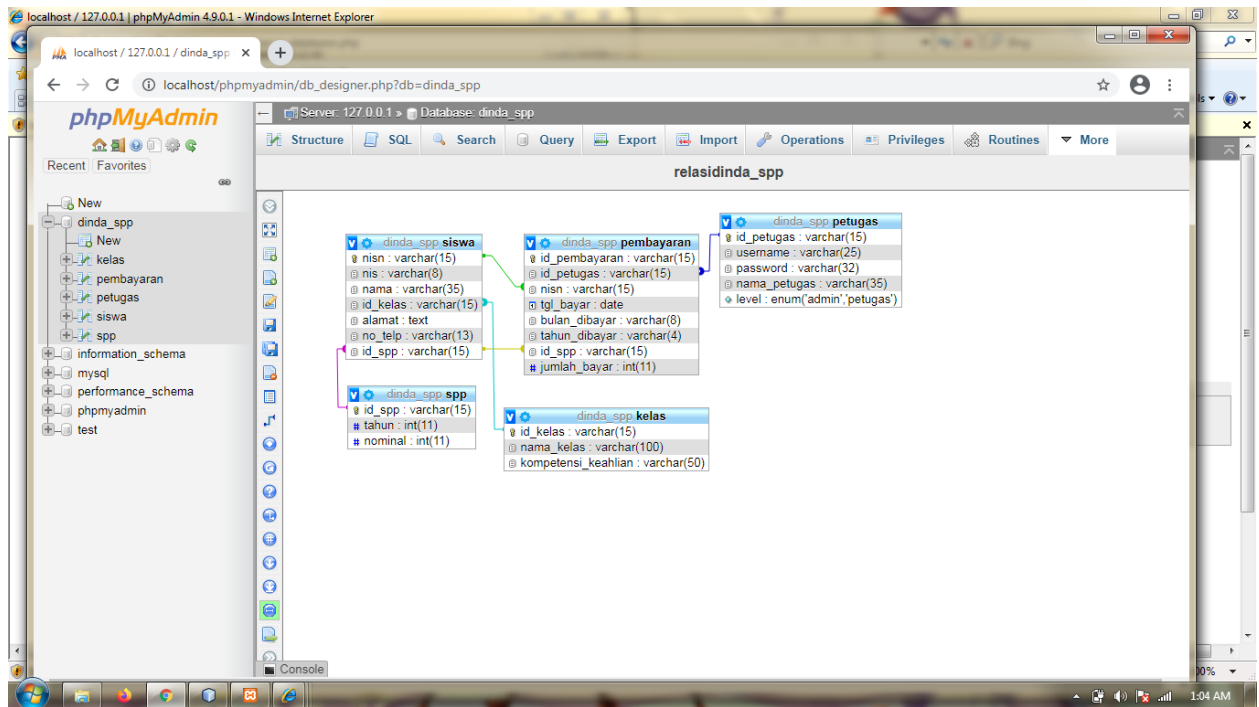 localhost / 127.0.0.1 | phpMyAdmin 4.9.0.1 - Windows Internet Explorer
localhost / 127.0.0.1 / dinda_spp
localhost/phpmyadmin/db_designer.php?db=dinda_spp
phpMyAdmin
Recent Favorites
New
dinda_spp
New
kelas
pembayaran
petugas
siswa
spp
information_schema
mysql
performance_schema
phpmyadmin
test
Server: 127.0.0.1 » Database: dinda_spp
Structure SQL Search Query Export Import Operations Privileges Routines More
relasidinda_spp
dinda_spp siswa
nisn : varchar(15)
nis : varchar(8)
nama : varchar(35)
id_kelas : varchar(15)
alamat : text
no_telp : varchar(13)
id_spp : varchar(15)
dinda_spp pembayaran
id_pembayaran : varchar(15)
id_petugas : varchar(15)
nisn : varchar(15)
tgl_bayar : date
bulan_dibayar : varchar(8)
tahun_dibayar : varchar(4)
id_spp : varchar(15)
# jumlah_bayar : int(11)
dinda_spp petugas
id_petugas : varchar(15)
username : varchar(25)
password : varchar(32)
nama_petugas : varchar(35)
level : enum('admin','petugas')
dinda_spp spp
id_spp : varchar(15)
# tahun : int(11)
# nominal : int(11)
dinda_spp kelas
id_kelas : varchar(15)
nama_kelas : varchar(100)
kompetensi_keahlian : varchar(50)
Console
1:04 AM